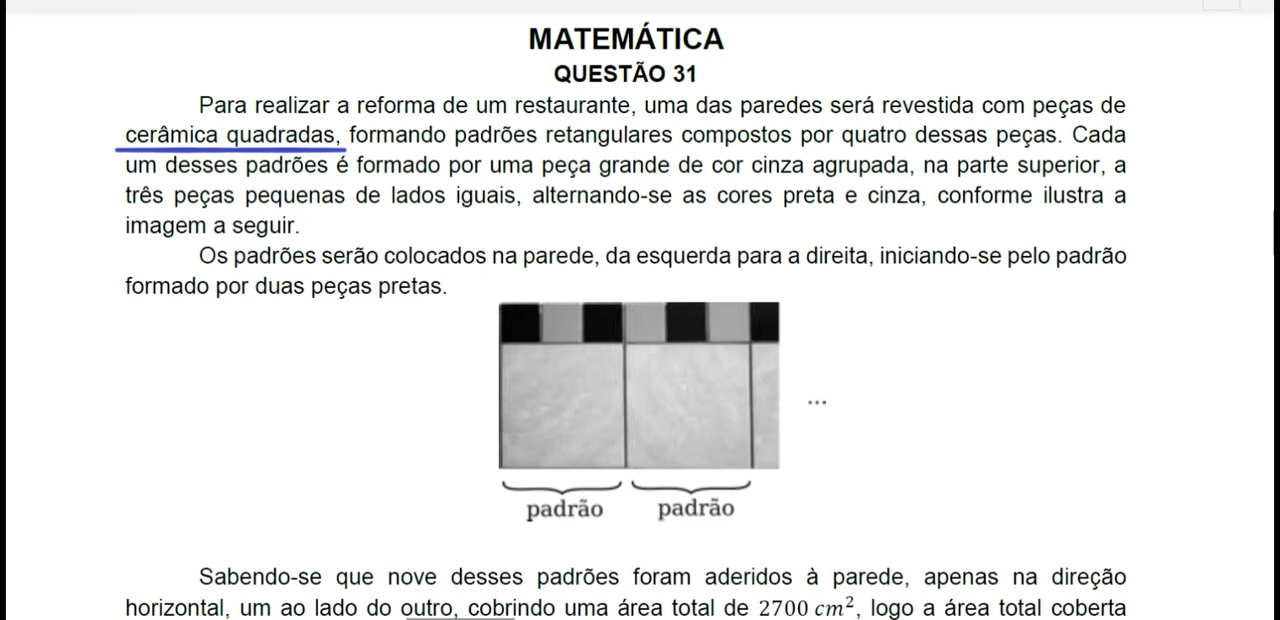 MATEMÁTICA
QUESTÃO 31
Para realizar a reforma de um restaurante, uma das paredes será revestida com peças de
cerâmica quadradas, formando padrões retangulares compostos por quatro dessas peças. Cada
um desses padrões é formado por uma peça grande de cor cinza agrupada, na parte superior, a
três peças pequenas de lados iguais, alternando-se as cores preta e cinza, conforme ilustra a
imagem a seguir.
Os padrões serão colocados na parede, da esquerda para a direita, iniciando-se pelo padrão
formado por duas peças pretas.
...
padrão padrão
Sabendo-se que nove desses padrões foram aderidos à parede, apenas na direção
horizontal, um ao lado do outro, cobrindo uma área total de 2700 cm², logo a área total coberta